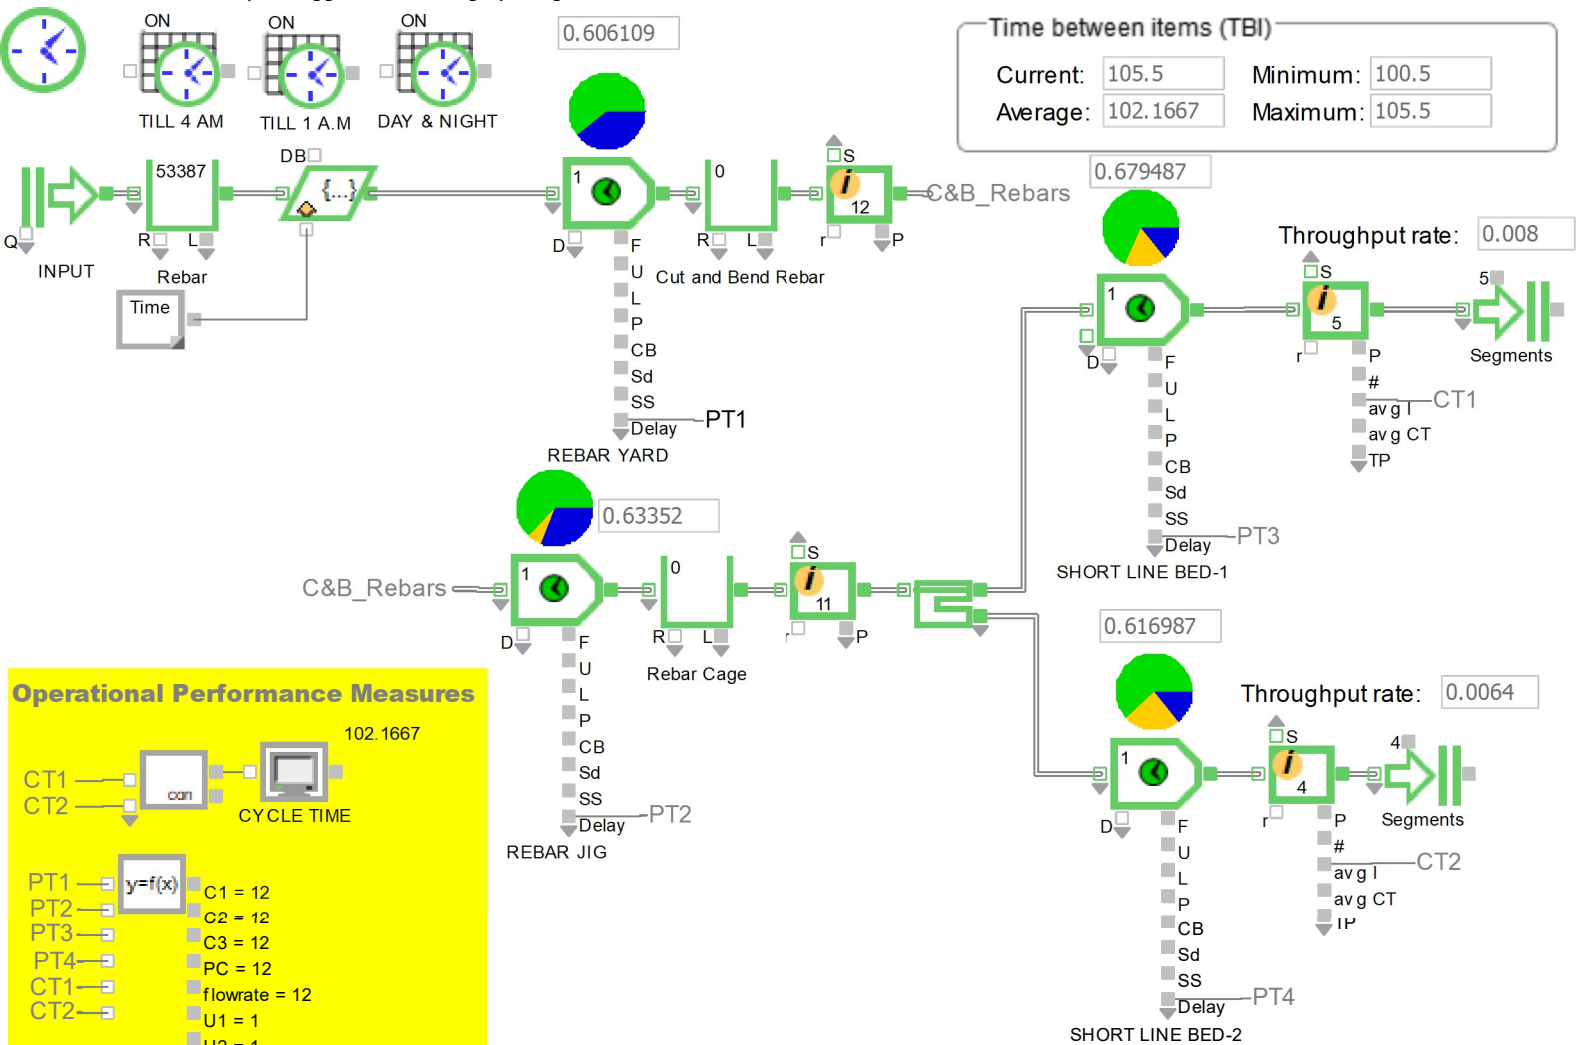 ON
ON
ON
TILL 4 AM
TILL 1 A.M
DAY & NIGHT
0.606109
Time between items (TBI)
Current: 105.5 Minimum: 100.5
Average: 102.1667 Maximum: 105.5
Q
INPUT
53387
R L
Rebar
Time
DB
{...}
1
D
F
U
L
P
CB
Sd
SS
Delay
PT1
REBAR YARD
0
R L
Cut and Bend Rebar
S
i
12
r P
C&B_Rebars
0.679487
1
D
F
U
L
P
CB
Sd
SS
Delay
PT3
SHORT LINE BED-1
Throughput rate: 0.008
S
i
5
r
P
#
avg I
CT1
avg CT
TP
5
Segments
C&B_Rebars
0.63352
1
D
F
U
L
P
CB
Sd
SS
Delay
PT2
REBAR JIG
0
R L
Rebar Cage
S
i
11
r P
0.616987
1
D
F
U
L
P
CB
Sd
SS
Delay
PT4
SHORT LINE BED-2
Throughput rate: 0.0064
S
i
4
r
P
#
avg I
CT2
avg CT
TP
4
Segments
Operational Performance Measures
102.1667
CT1
CT2
CYCLE TIME
PT1
PT2
PT3
PT4
CT1
CT2
y=f(x)
C1 = 12
C2 = 12
C3 = 12
PC = 12
flowrate = 12
U1 = 1